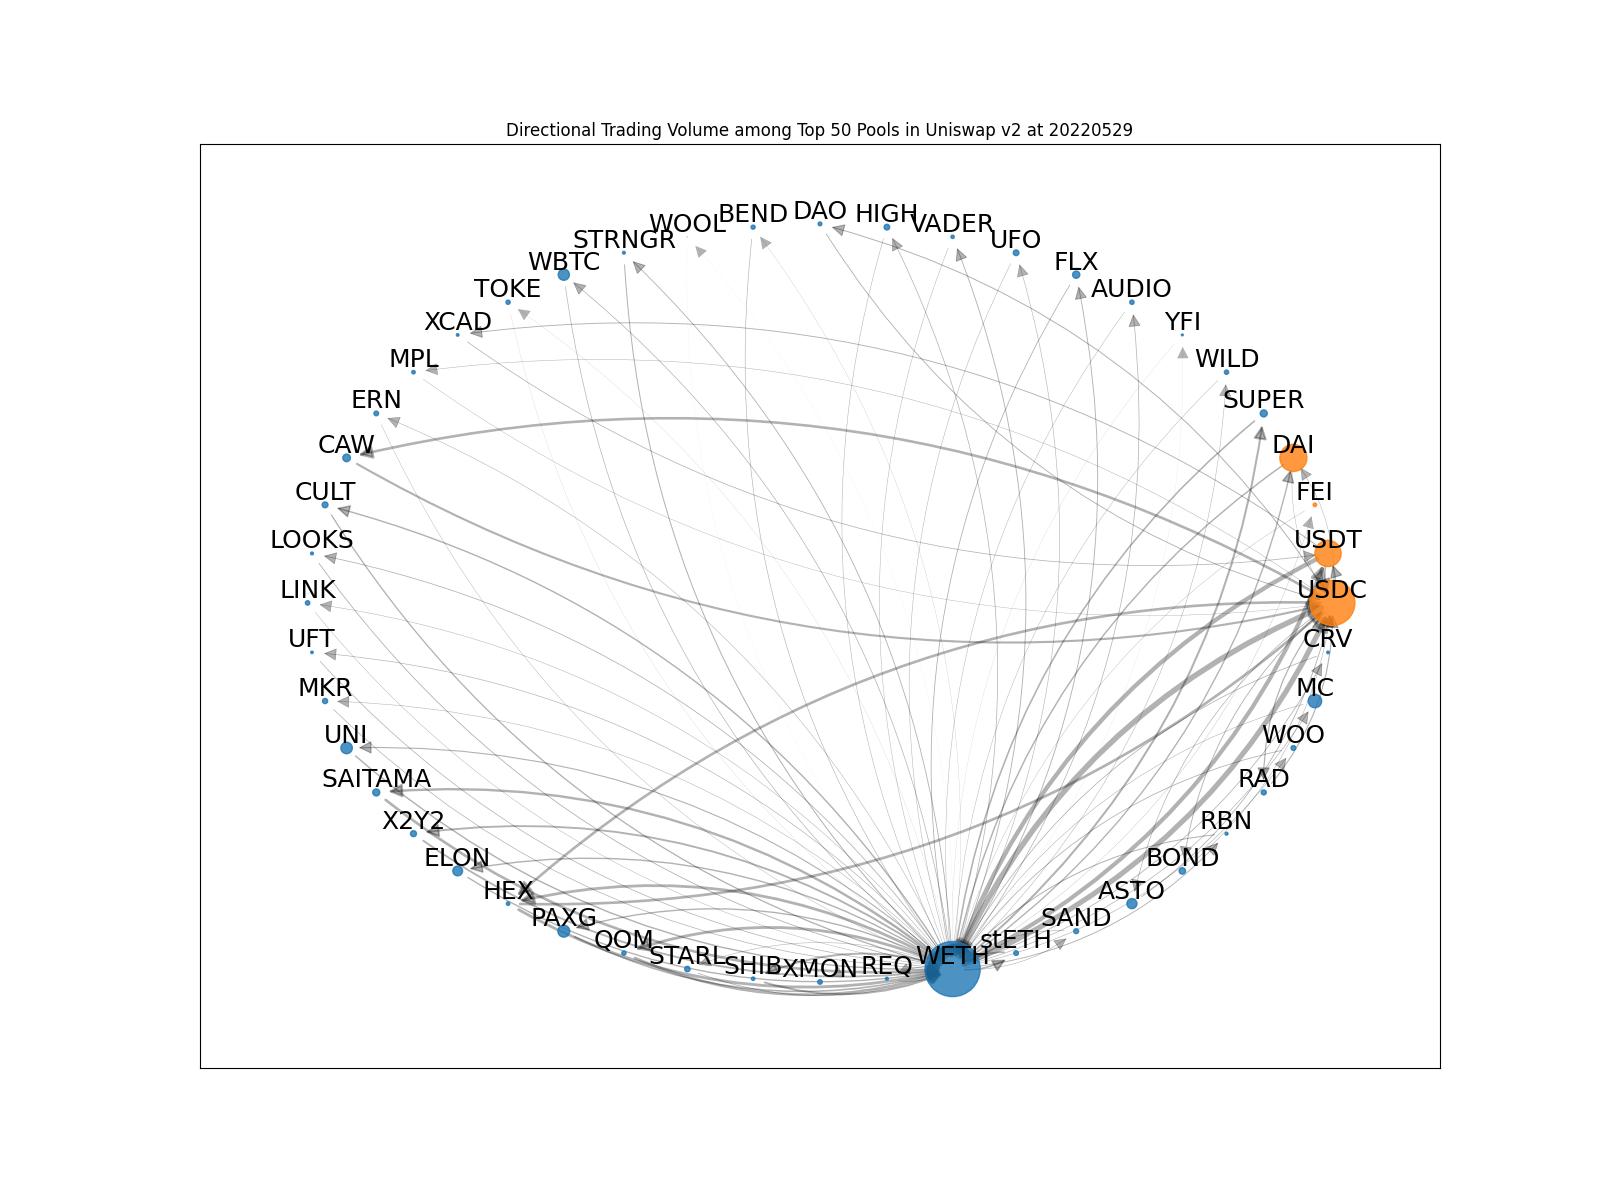 Directional Trading Volume among Top 50 Pools in Uniswap v2 at 20220529
DAO
BEND
HIGH
WOOL
VADER
STRNGR
UFO
WBTC
FLX
TOKE
AUDIO
XCAD
YFI
MPL
WILD
ERN
SUPER
CAW
DAI
CULT
FEI
LOOKS
USDT
LINK
USDC
UFT
CRV
MKR
MC
UNI
WOO
SAITAMA
RAD
X2Y2
RBN
ELON
BOND
HEX
ASTO
PAXG
SAND
QOM
stETH
STARL
WETH
SHIB
XMON
REQ